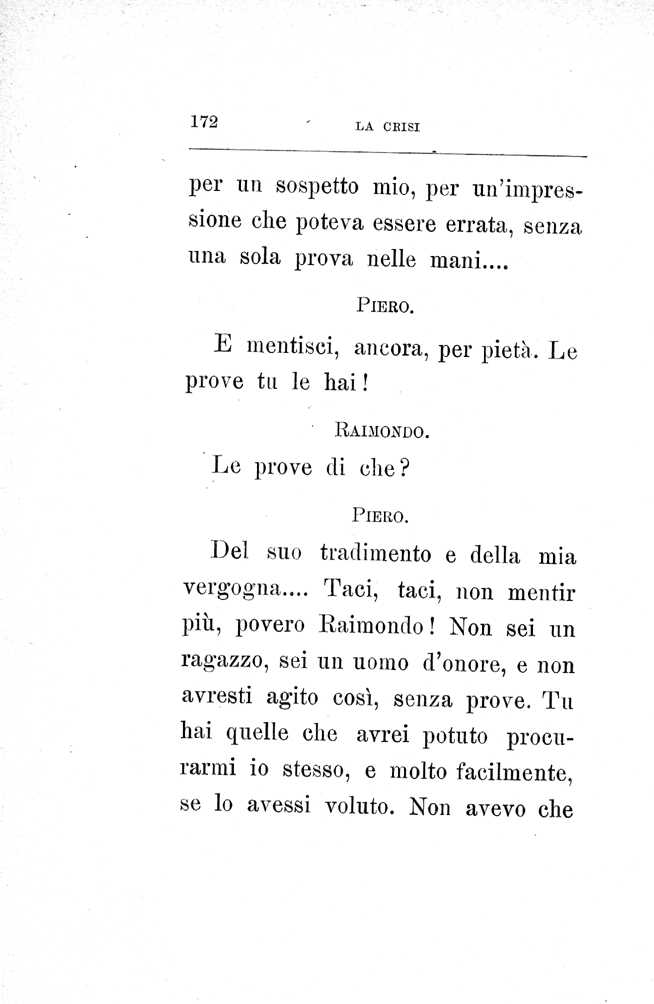 172 LA CRISI
per un sospetto mio, per un'impres-
sione che poteva essere errata, senza
una sola prova nelle mani....
PIERO.
E mentisci, ancora, per pietà. Le
prove tu le hai!
RAIMONDO.
Le prove di che?
PIERO.
Del suo tradimento e della mia
vergogna.... Taci, taci, non mentir
più, povero Raimondo! Non sei un
ragazzo, sei un uomo d'onore, e non
avresti agito così, senza prove. Tu
hai quelle che avrei potuto procu-
rarmi io stesso, e molto facilmente,
se lo avessi voluto. Non avevo che